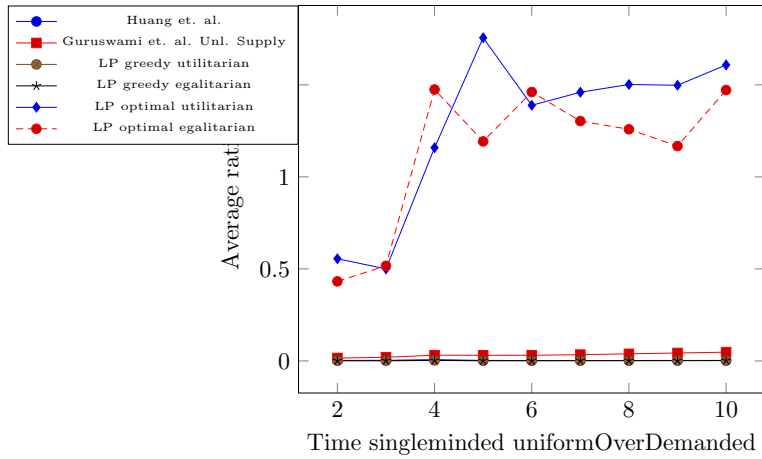 Huang et. al.
Guruswami et. al. Unl. Supply
LP greedy utilitarian
LP greedy egalitarian
LP optimal utilitarian
LP optimal egalitarian
Average
1
0.5
0
2
4
6
8
10
Time singleminded uniformOverDemanded